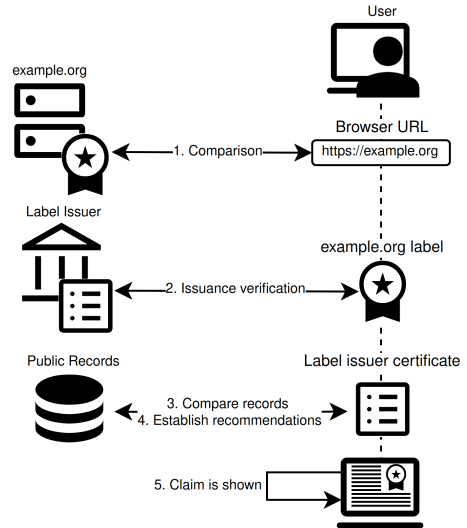 User
example.org
Browser URL
1. Comparison
https://example.org
Label Issuer
example.org label
2. Issuance verification
Public Records
Label issuer certificate
3. Compare records
4. Establish recommendations
5. Claim is shown